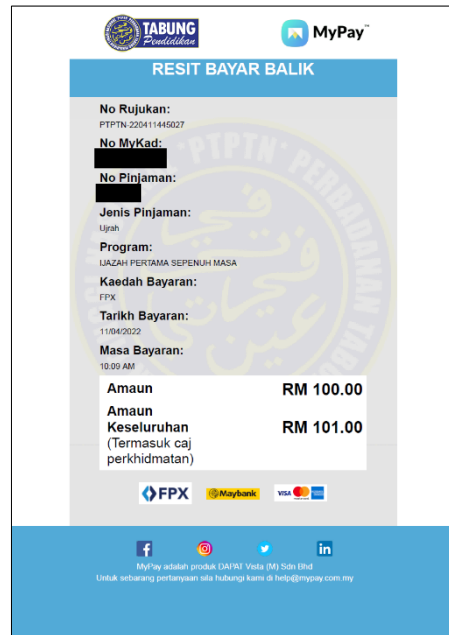 TABUNG
Pendidikan
MyPay™
RESIT BAYAR BALIK
No Rujukan:
PTPTN-220411445027
No MyKad:
No Pinjaman:
Jenis Pinjaman:
Ujrah
Program:
IJAZAH PERTAMA SEPENUH MASA
Kaedah Bayaran:
FPX
Tarikh Bayaran:
11/04/2022
Masa Bayaran:
10:09 AM
Amaun RM 100.00
Amaun
Keseluruhan RM 101.00
(Termasuk caj
perkhidmatan)
FPX Maybank VISA
MyPay adalah produk DAPAT Vista (M) Sdn Bhd
Untuk sebarang pertanyaan sila hubungi kami di help@mypay.com.my